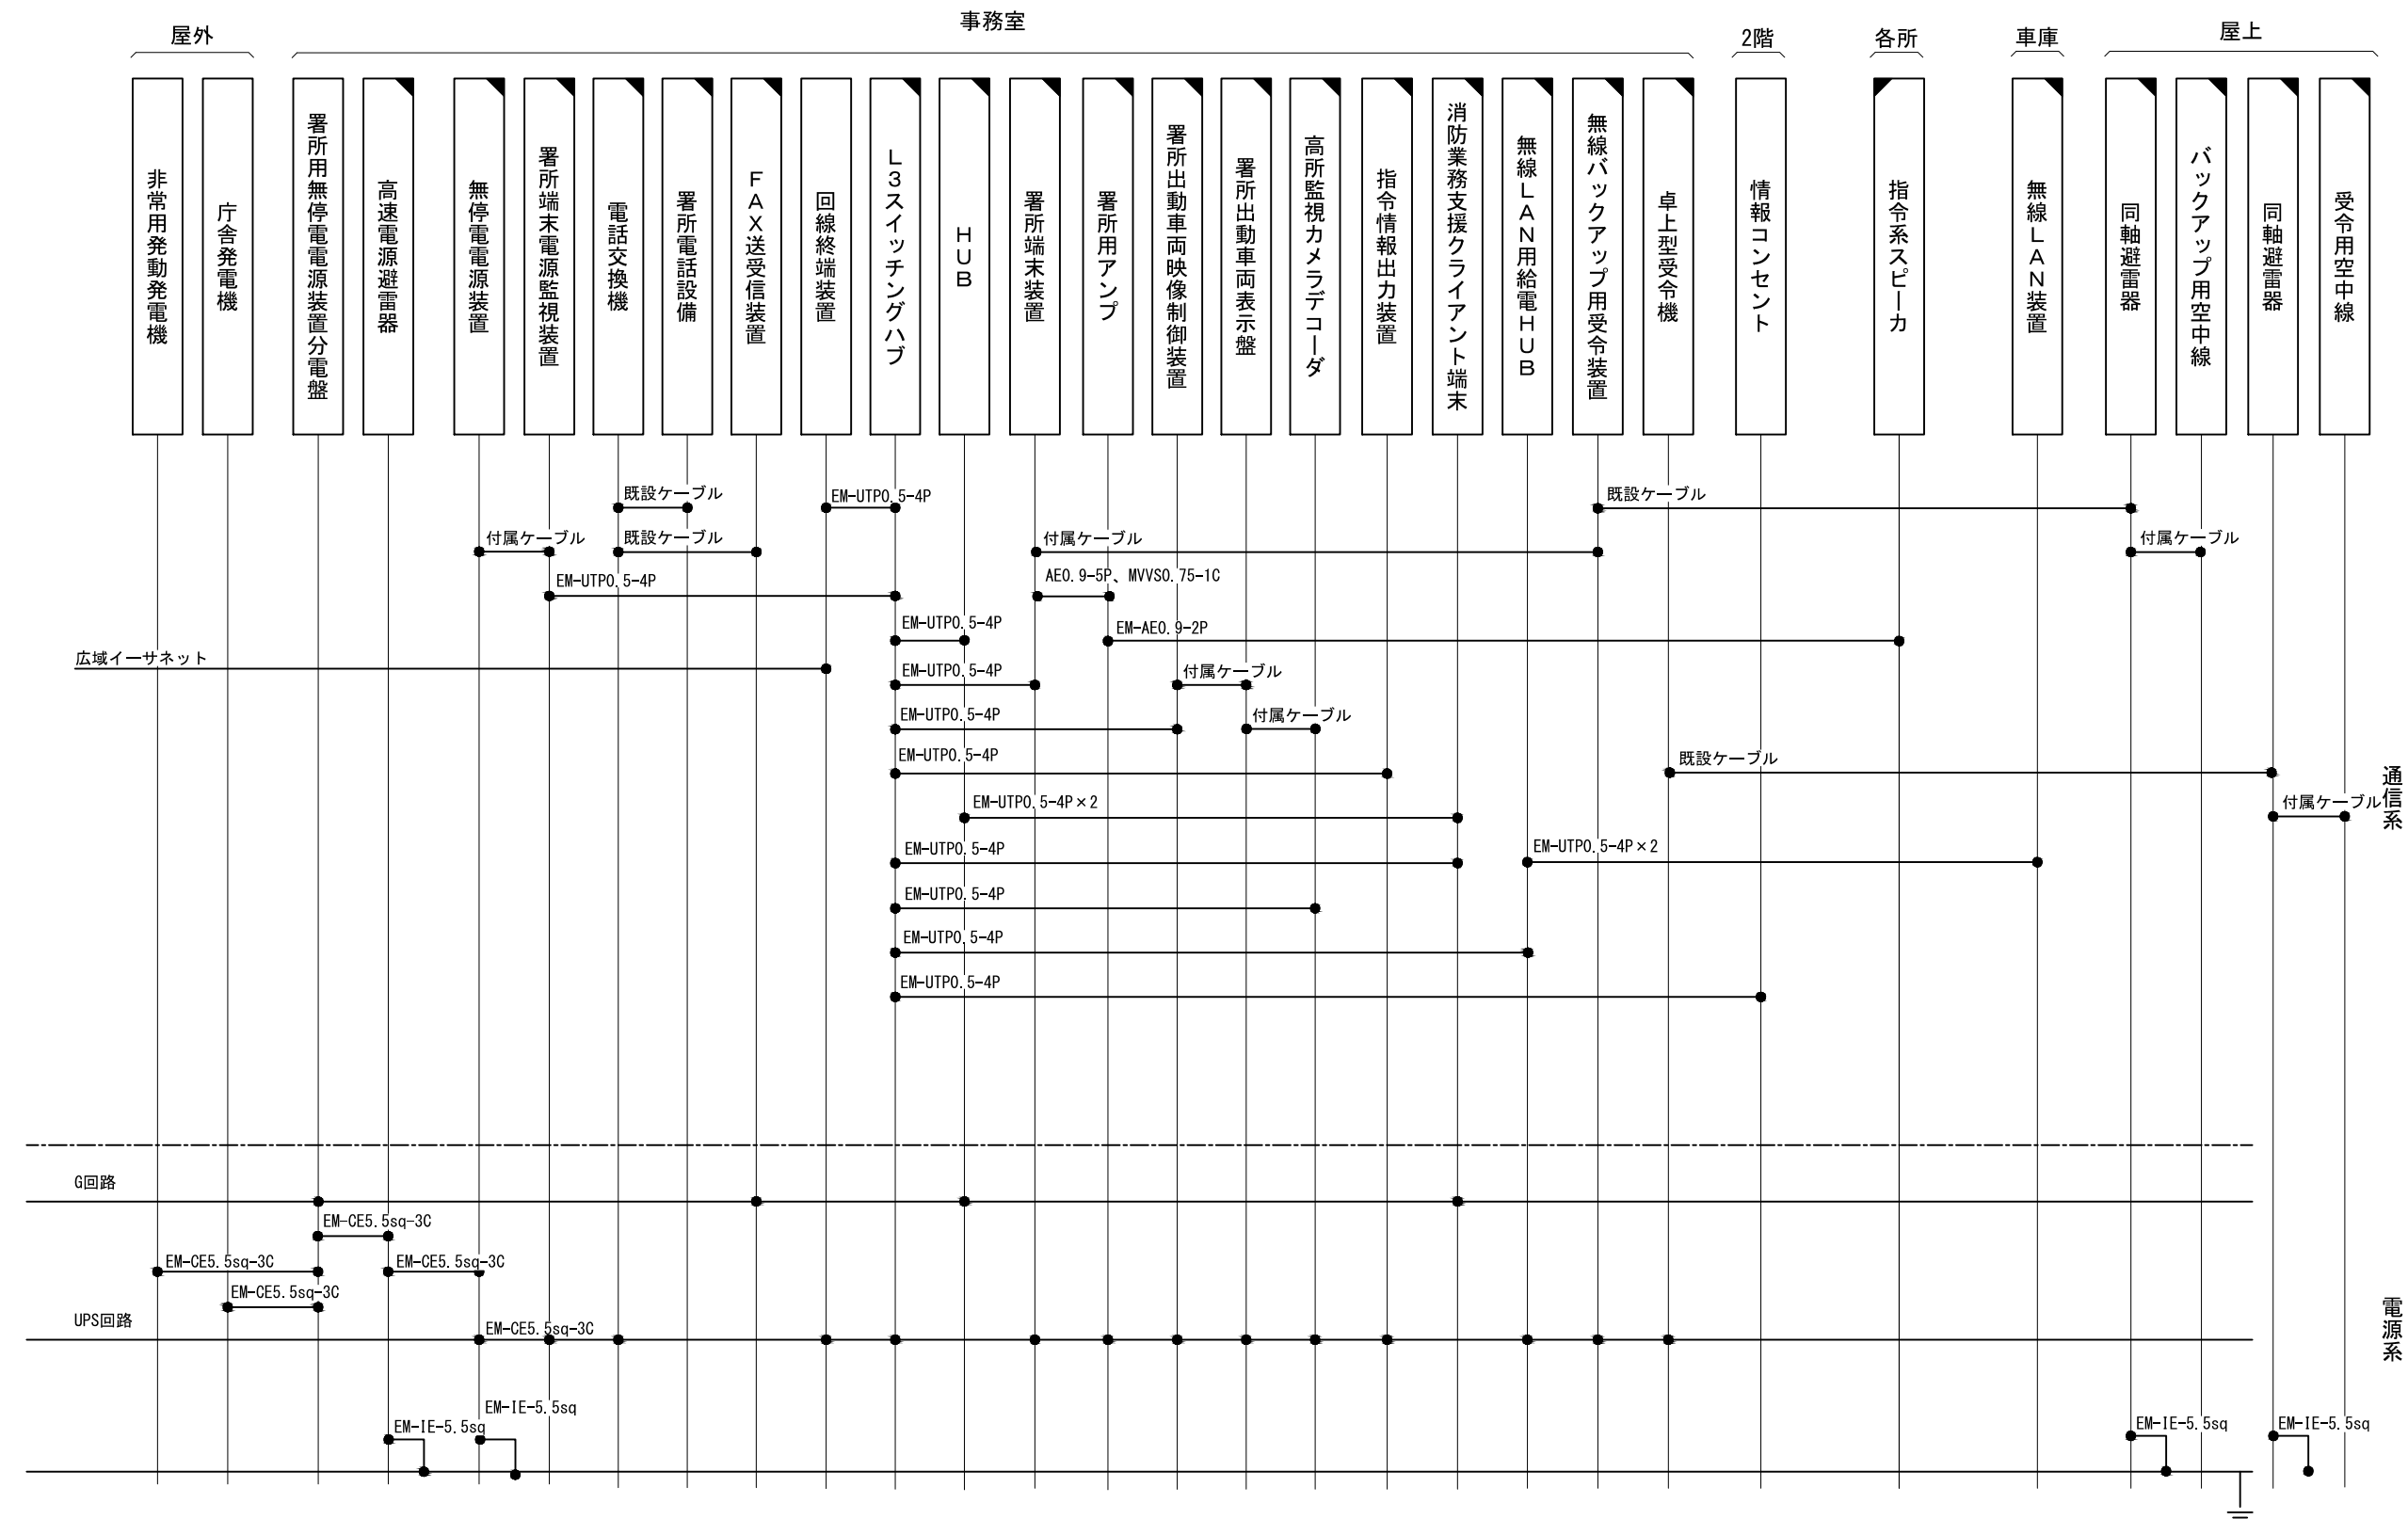 屋外
事務室
2階
各所
車庫
屋上
非常用発動発電機
庁舎発電機
署所用無停電電源装置分電盤
高速電源避雷器
無停電電源装置
署所端末電源監視装置
電話交換機
署所電話設備
FAX送受信装置
回線終端装置
L3スイッチングハブ
HUB
署所端末装置
署所用アンプ
署所出動車両映像制御装置
署所出動車両表示盤
高所監視カメラデコーダ
指令情報出力装置
消防業務支援クライアント端末
無線LAN用給電HUB
無線バックアップ用受令装置
卓上型受令機
情報コンセント
指令系スピーカ
無線LAN装置
同軸避雷器
バックアップ用空中線
同軸避雷器
受令用空中線
既設ケーブル
EM-UTP0.5-4P
既設ケーブル
付属ケーブル
既設ケーブル
付属ケーブル
付属ケーブル
EM-UTP0.5-4P
AE0.9-5P、MVVS0.75-1C
EM-UTP0.5-4P
EM-AE0.9-2P
広域イーサネット
EM-UTP0.5-4P
付属ケーブル
EM-UTP0.5-4P
付属ケーブル
EM-UTP0.5-4P
既設ケーブル
通信系
EM-UTP0.5-4P×2
付属ケーブル
EM-UTP0.5-4P
EM-UTP0.5-4P×2
EM-UTP0.5-4P
EM-UTP0.5-4P
EM-UTP0.5-4P
G回路
EM-CE5.5sq-3C
EM-CE5.5sq-3C
EM-CE5.5sq-3C
EM-CE5.5sq-3C
UPS回路
EM-CE5.5sq-3C
電源系
EM-IE-5.5sq
EM-IE-5.5sq
EM-IE-5.5sq
EM-IE-5.5sq